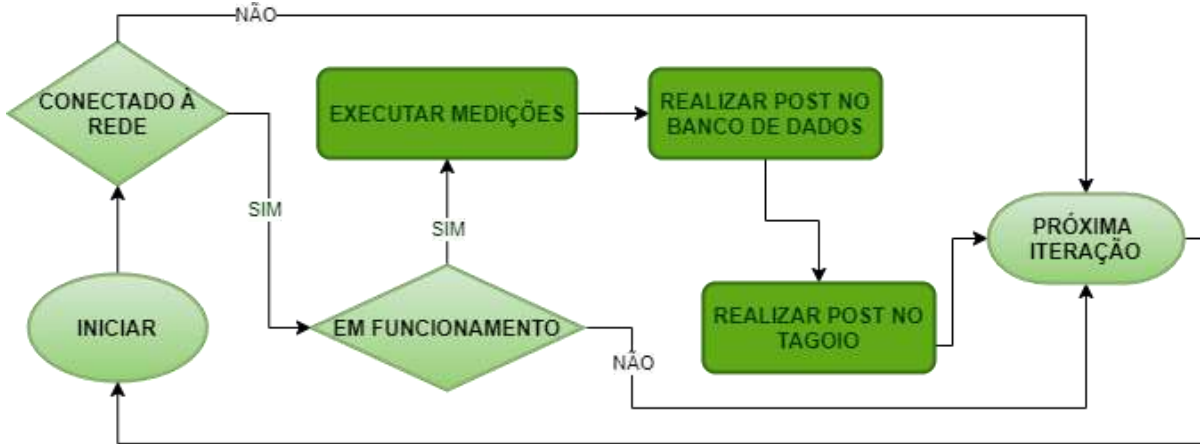 NÃO
CONECTADO À
REDE
EXECUTAR MEDIÇÕES
REALIZAR POST NO
BANCO DE DADOS
SIM
SIM
PRÓXIMA
ITERAÇÃO
INICIAR
EM FUNCIONAMENTO
REALIZAR POST NO
TAGOIO
NÃO